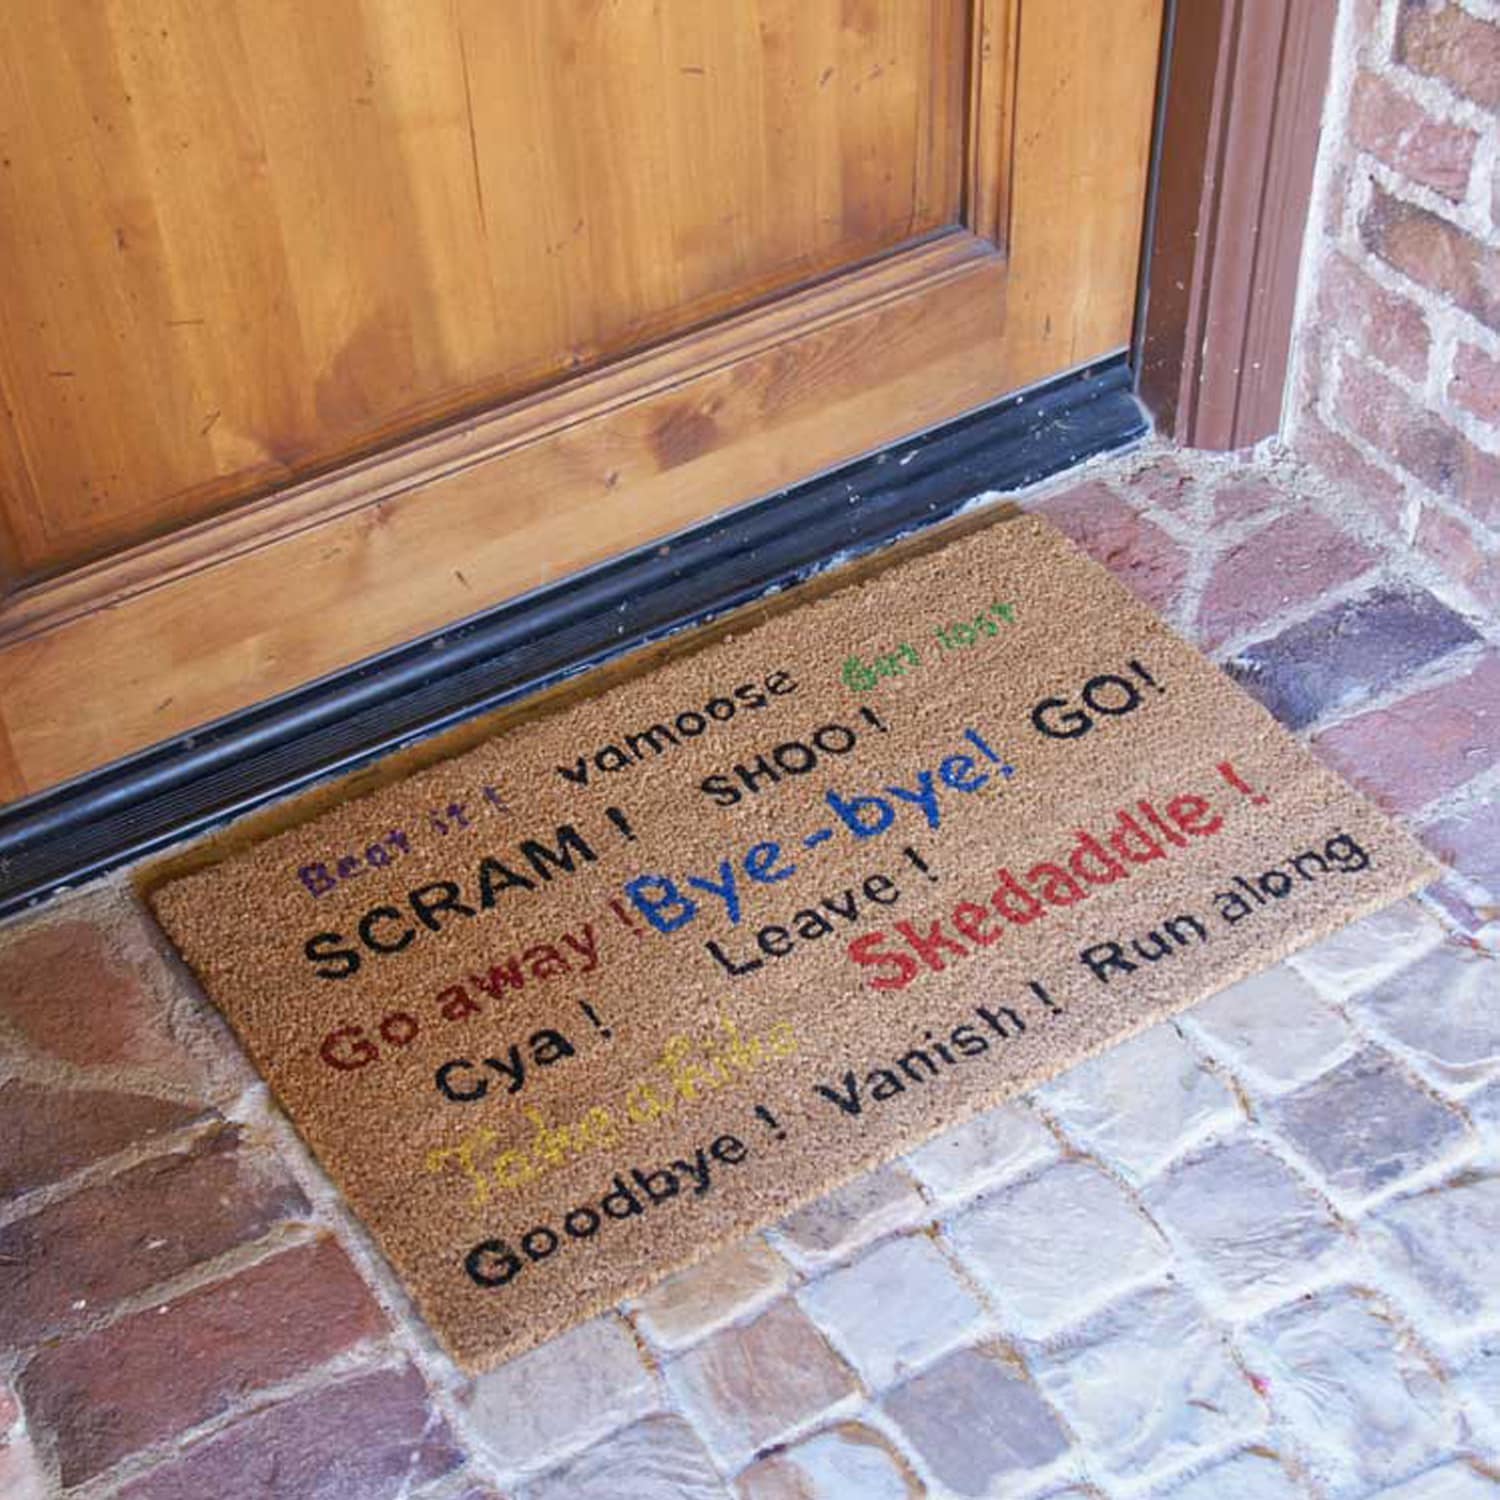 Beat it! vamoose Get lost
SCRAM! SHOO! GO!
Go away! Bye-bye!
Cya! Leave! Skedaddle!
Take a hike
Goodbye! Vanish! Run along